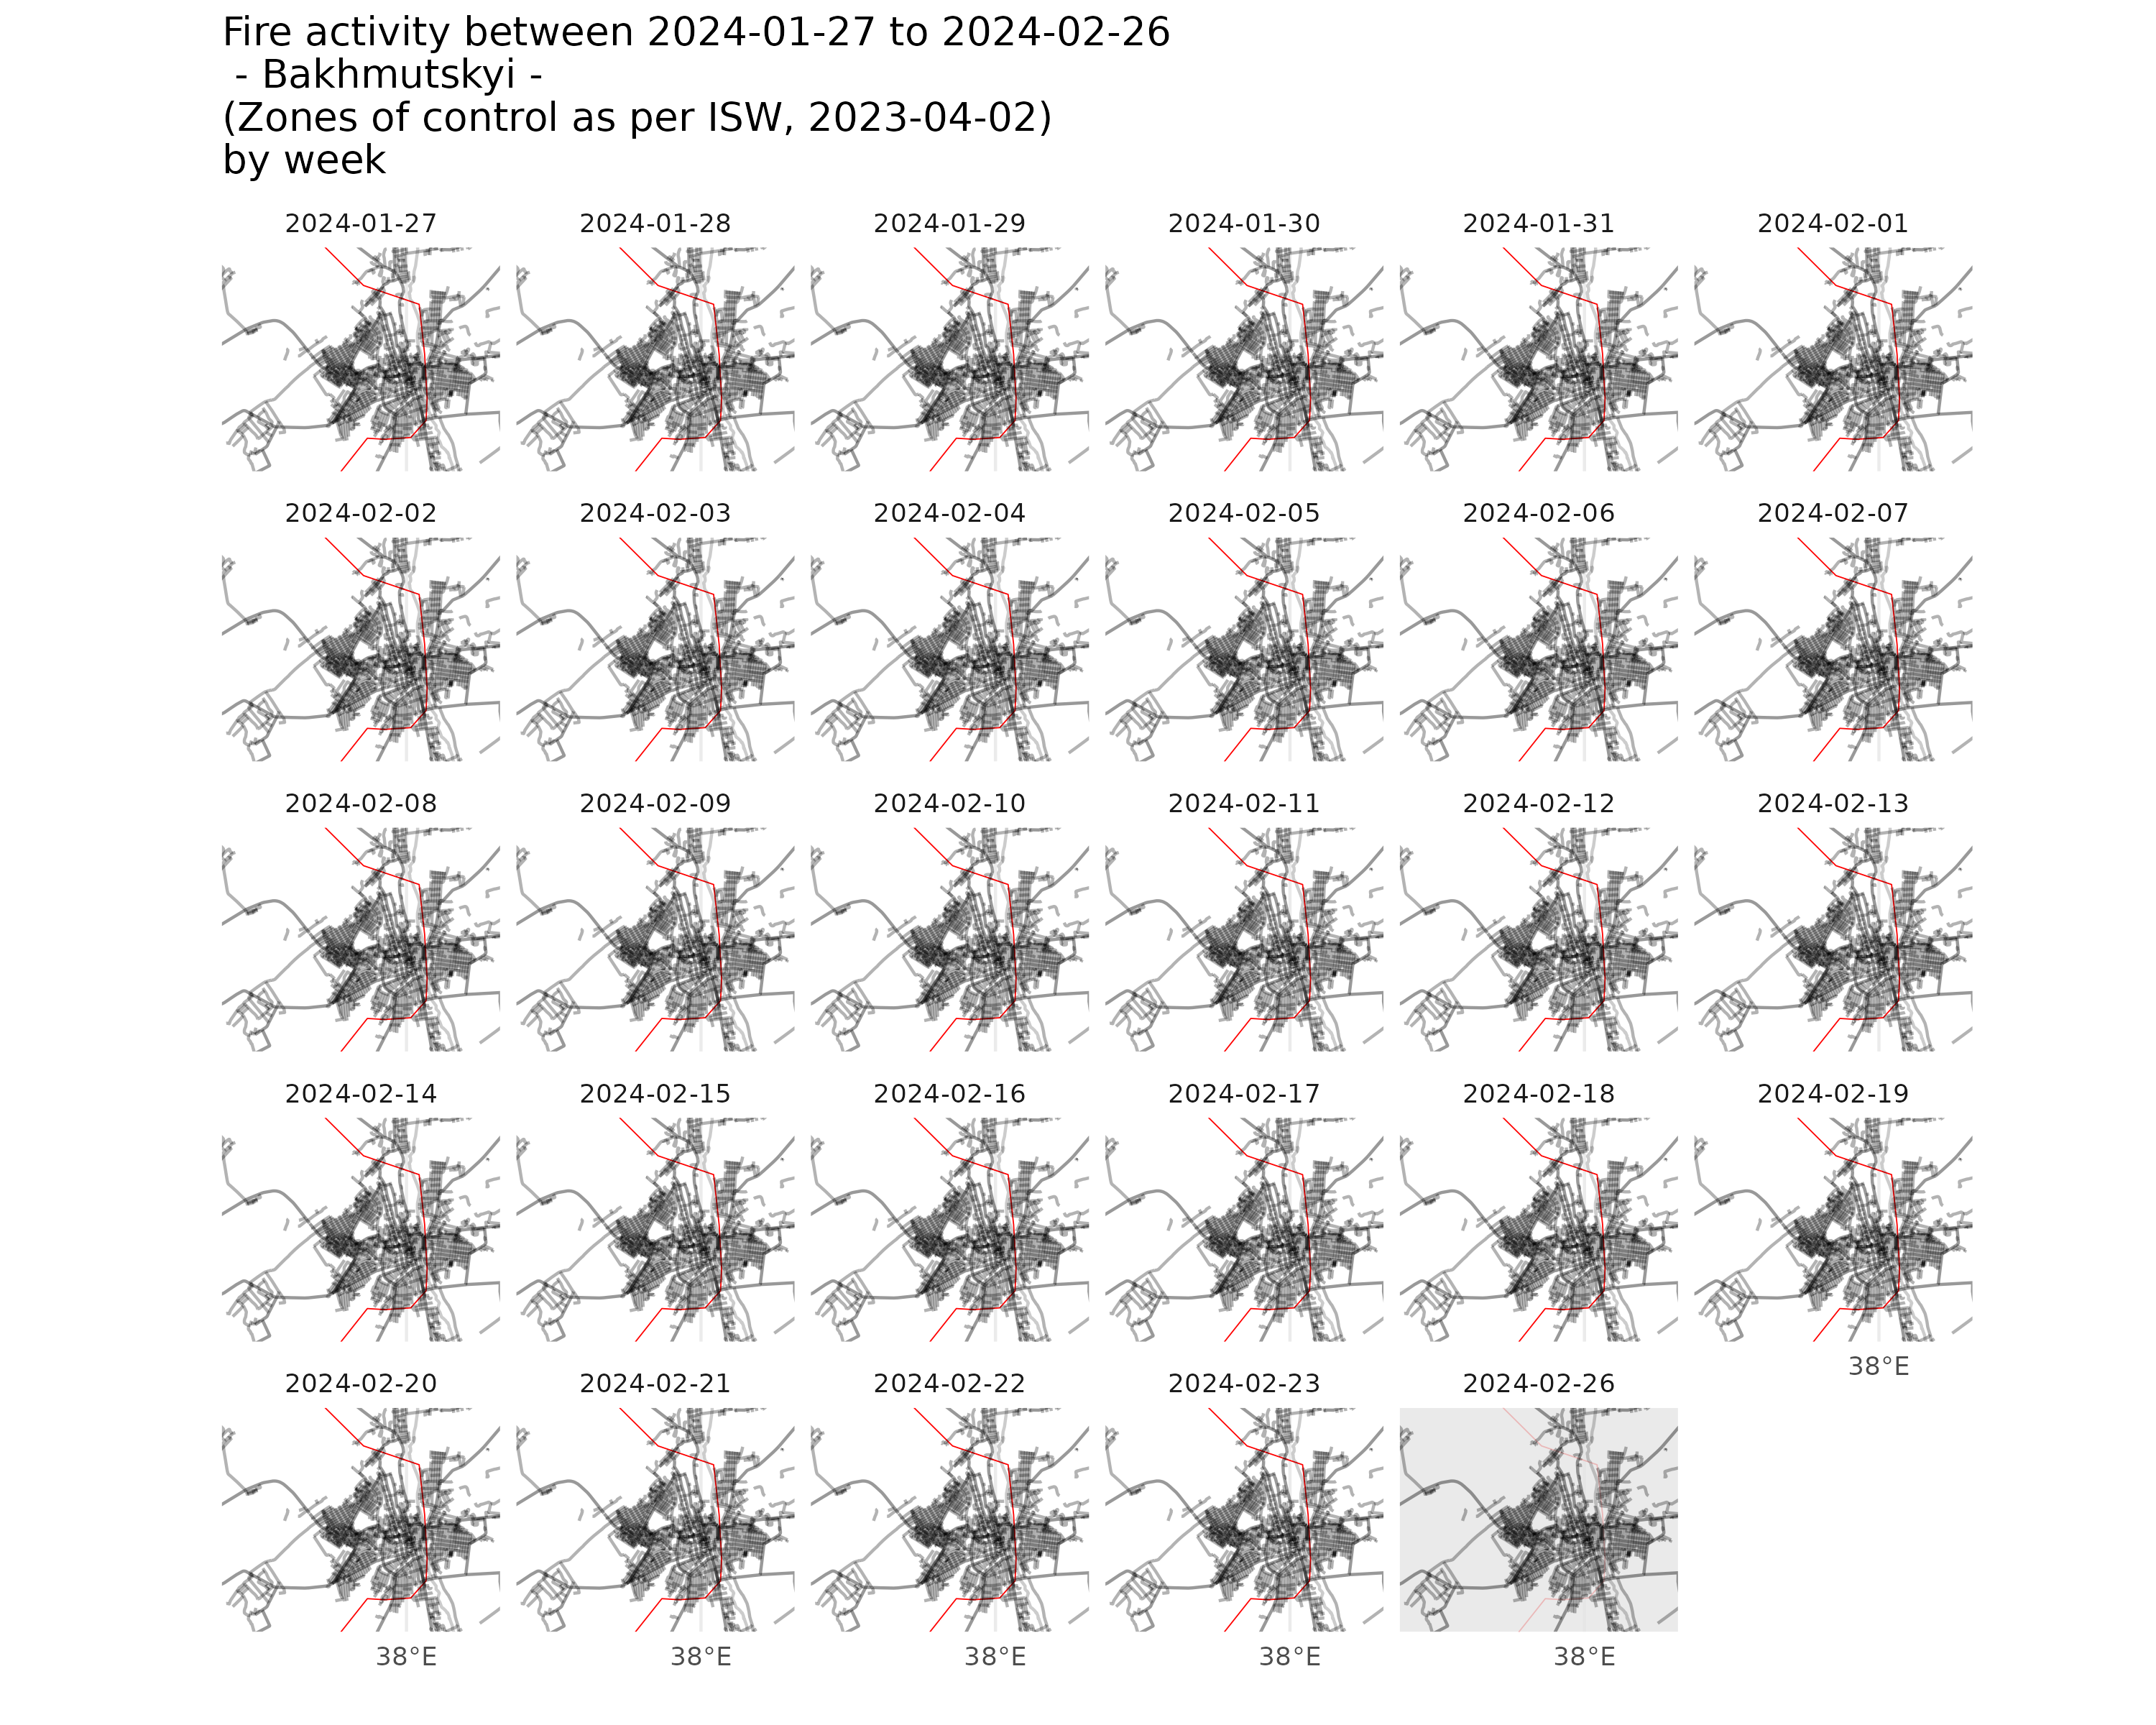 Fire activity between 2024-01-27 to 2024-02-26
- Bakhmutskyi -
(Zones of control as per ISW, 2023-04-02)
by week
2024-01-27 2024-01-28 2024-01-29 2024-01-30 2024-01-31 2024-02-01
2024-02-02 2024-02-03 2024-02-04 2024-02-05 2024-02-06 2024-02-07
2024-02-08 2024-02-09 2024-02-10 2024-02-11 2024-02-12 2024-02-13
2024-02-14 2024-02-15 2024-02-16 2024-02-17 2024-02-18 2024-02-19
38°E
2024-02-20 2024-02-21 2024-02-22 2024-02-23 2024-02-26
38°E 38°E 38°E 38°E 38°E